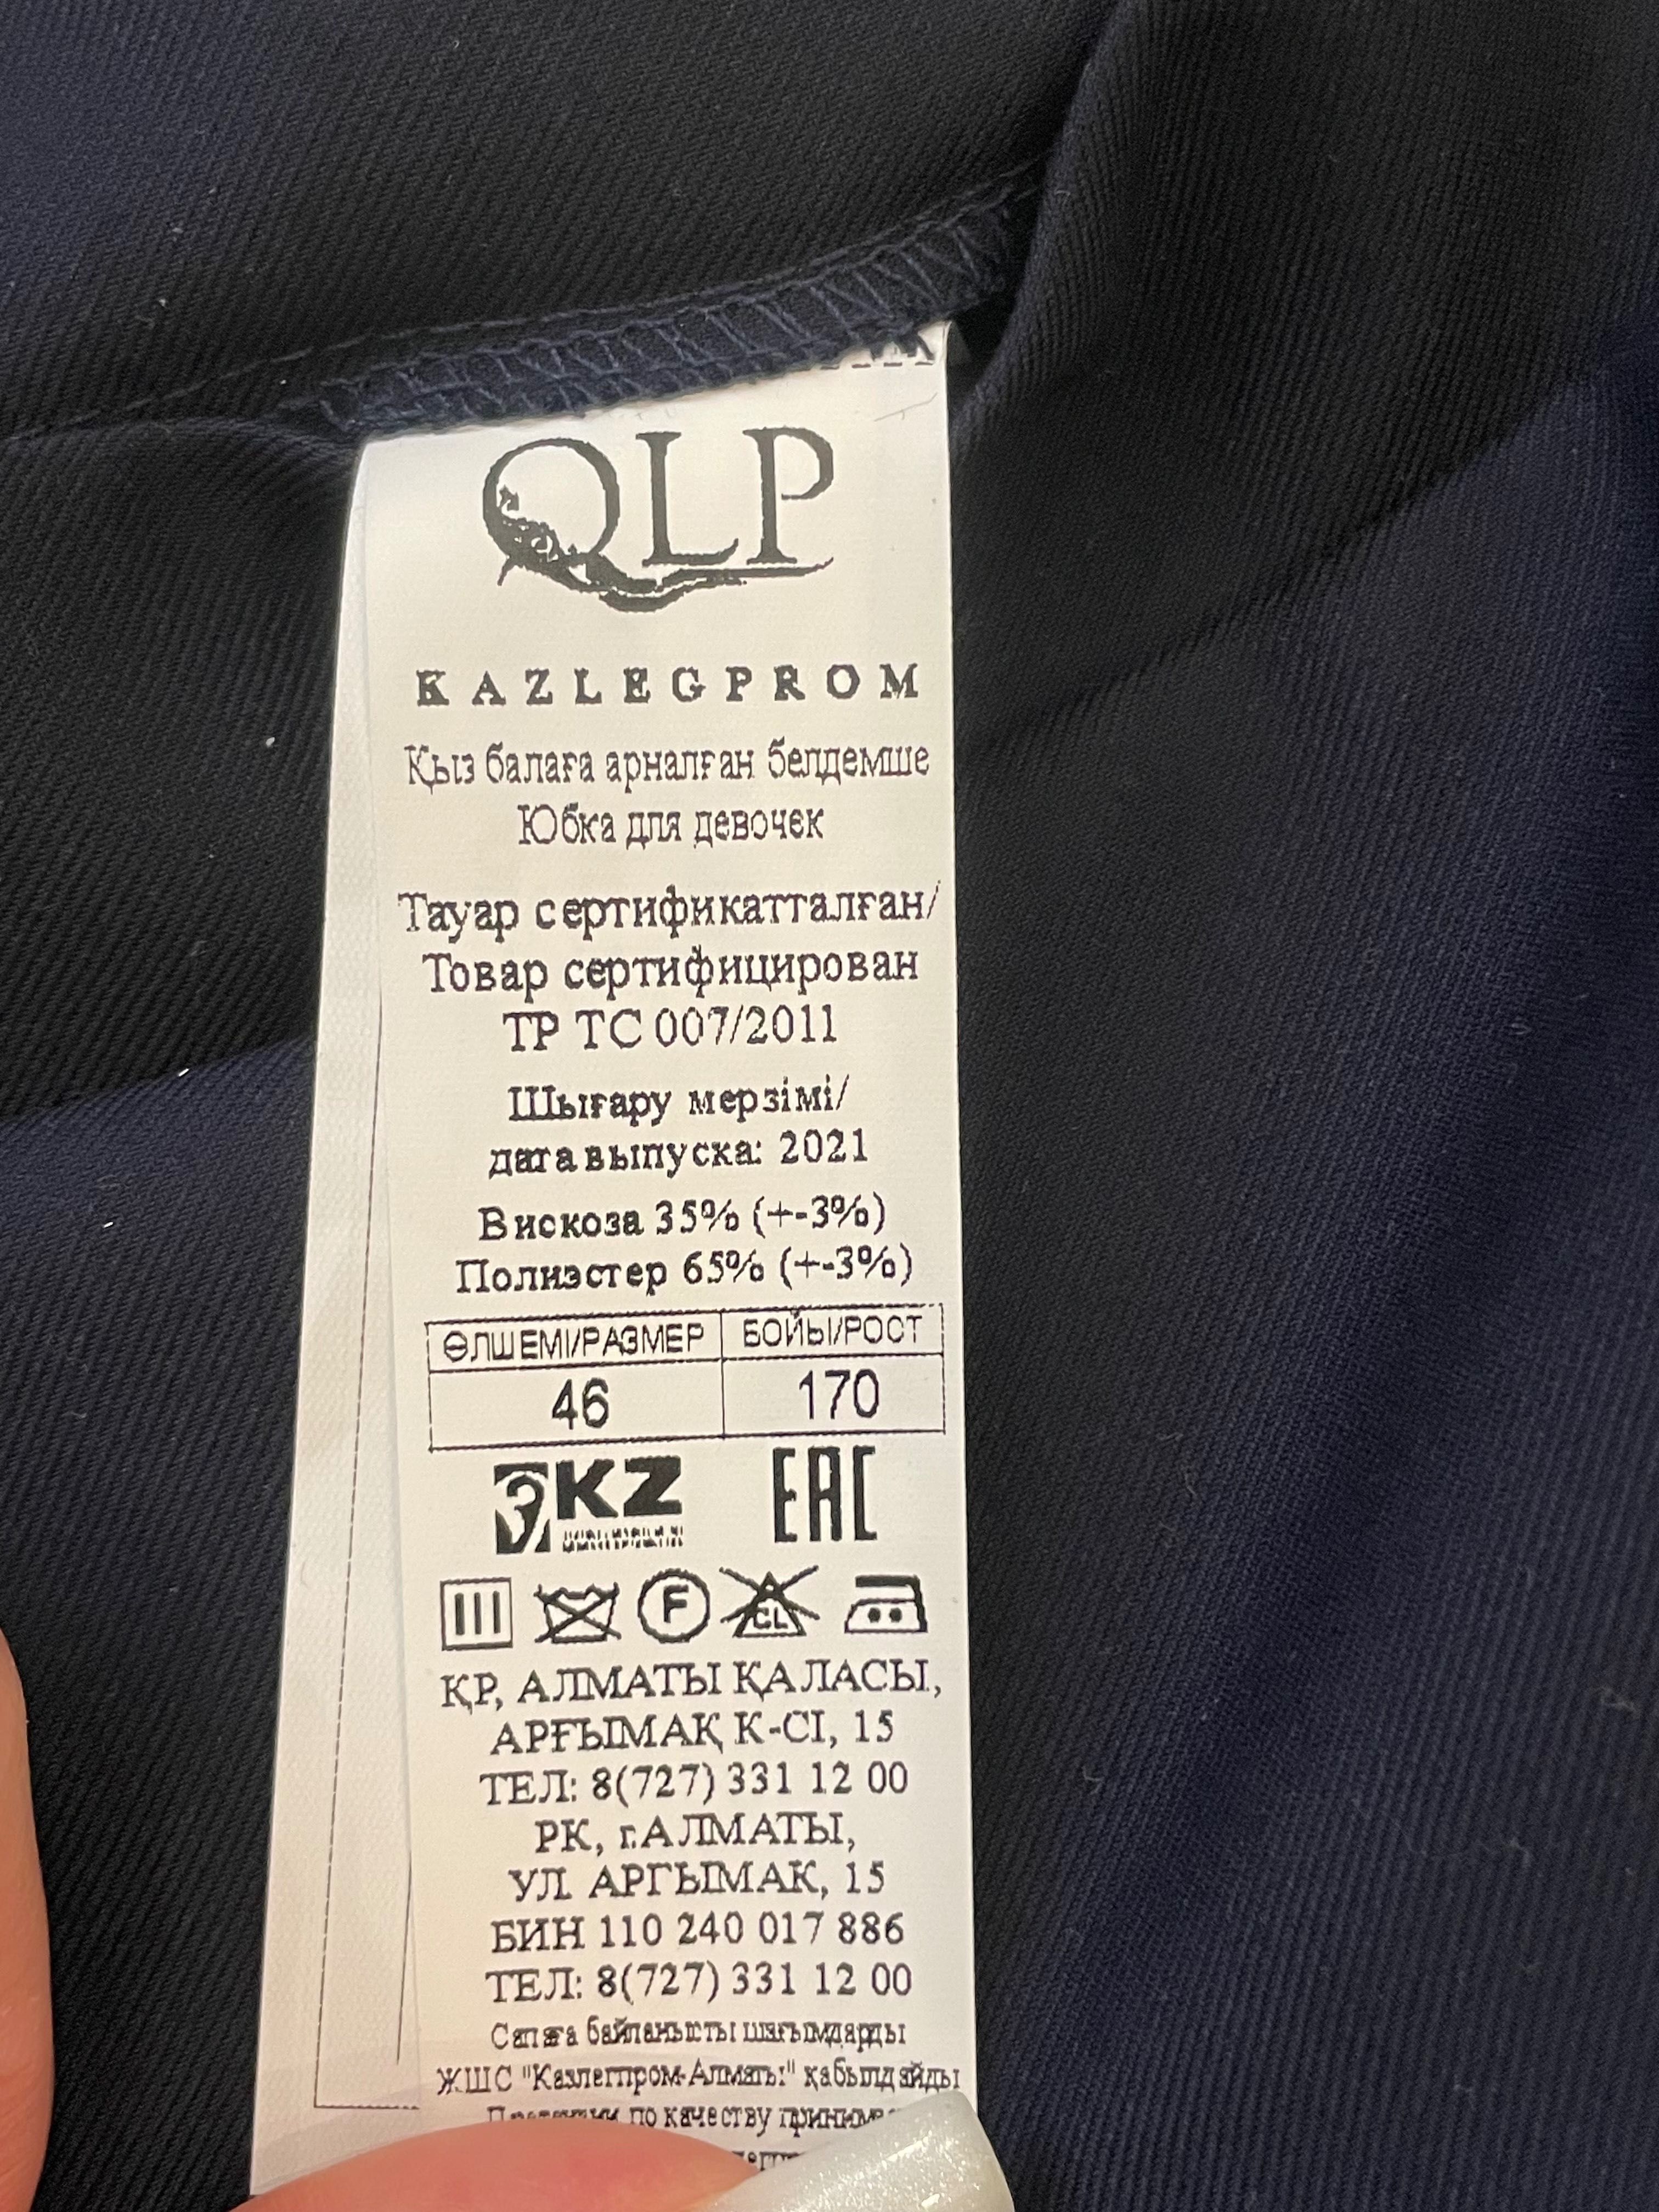 QLP
KAZLEGPROM
Қыз балаға арналған белдемше
Юбка для девочек
Тауар сертификатталған/
Товар сертифицирован
ТР ТС 007/2011
Шығару мерзімі/
дата выпуска: 2021
Вискоза 35% (+-3%)
Полиэстер 65% (+-3%)
ӨЛШЕМІ/РАЗМЕР БОЙЫ/РОСТ
46 170
KZ EAC
F CL
ҚР, АЛМАТЫ ҚАЛАСЫ,
АРҒЫМАҚ К-СІ, 15
ТЕЛ: 8(727) 331 12 00
РК, г.АЛМАТЫ,
УЛ. АРГЫМАК, 15
БИН 110 240 017 886
ТЕЛ: 8(727) 331 12 00
Сапаға байланысты шағымдарды
ЖШС "Казлегпром-Алматы" қабылдайды
по качеству